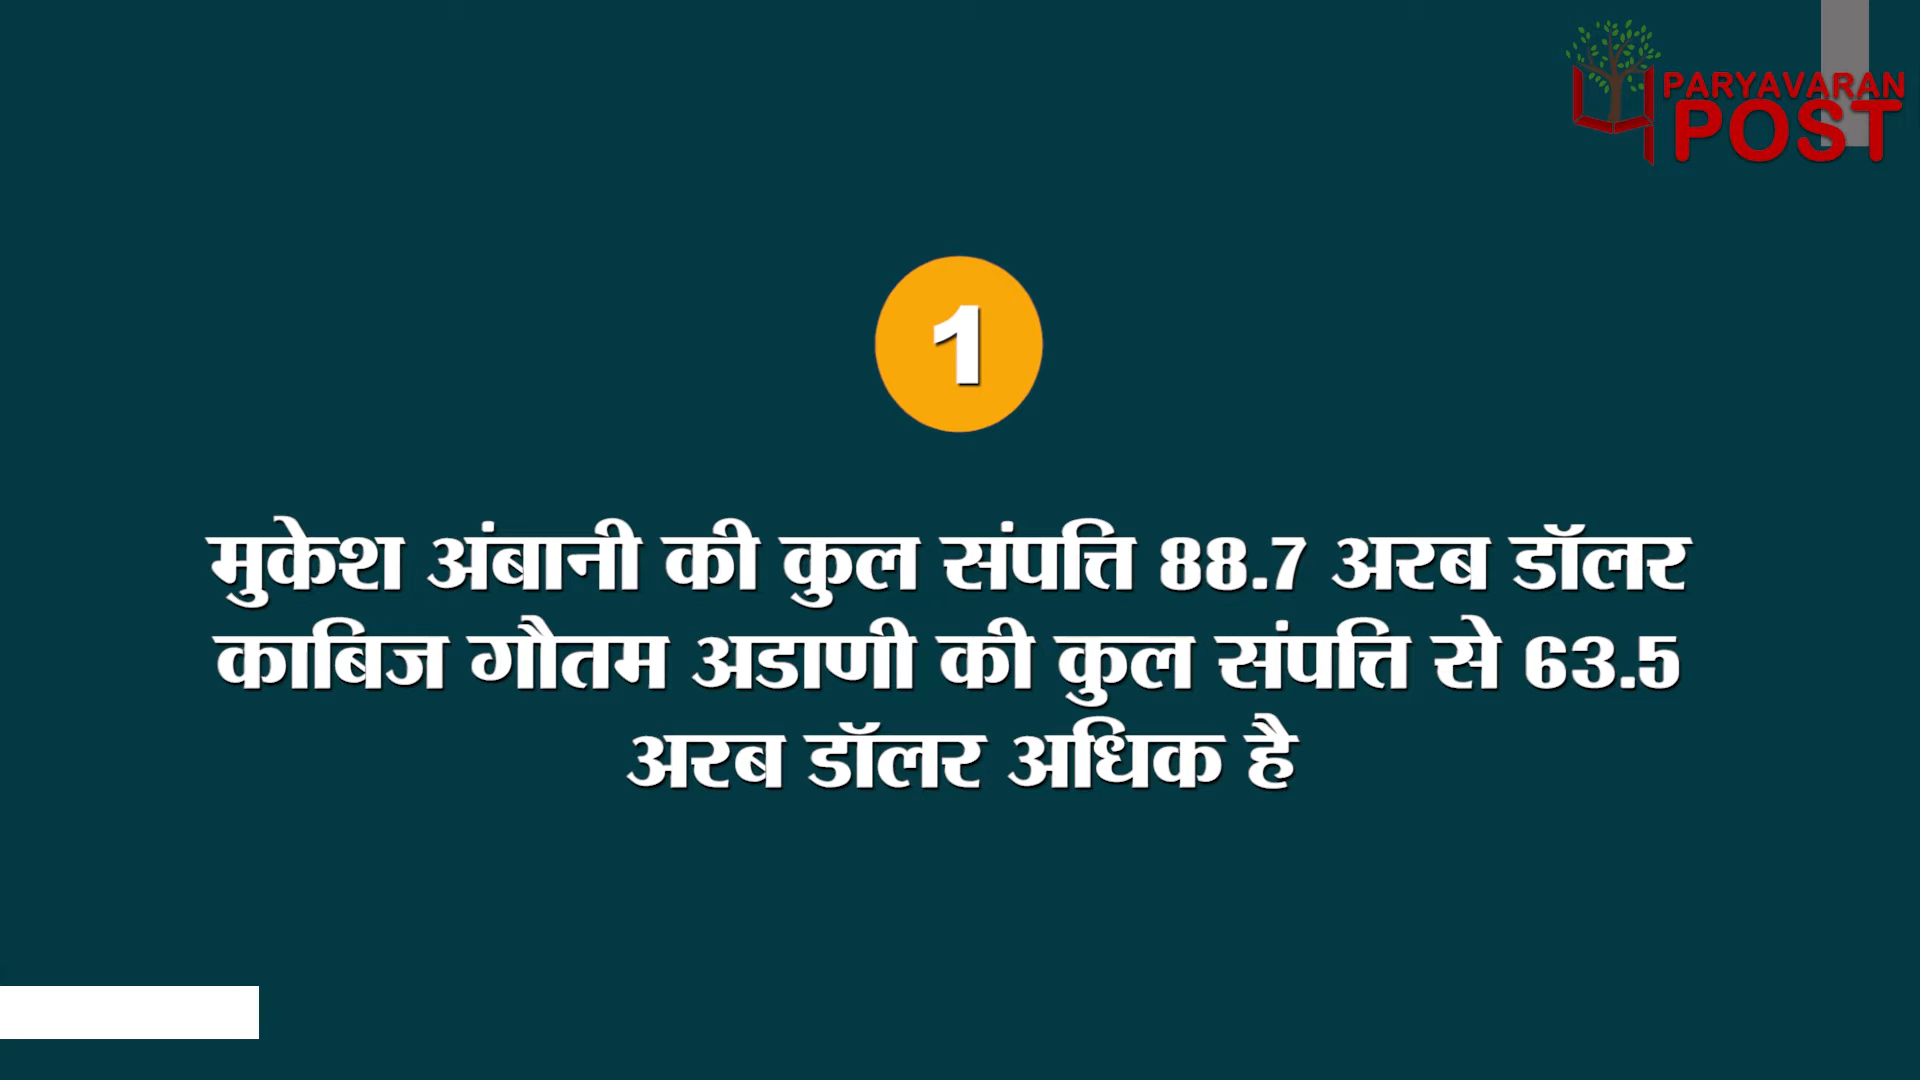 PARYAVARAN
POST
1
मुकेश अंबानी की कुल संपत्ति 88.7 अरब डॉलर
काबिज गौतम अडाणी की कुल संपत्ति से 63.5
अरब डॉलर अधिक है